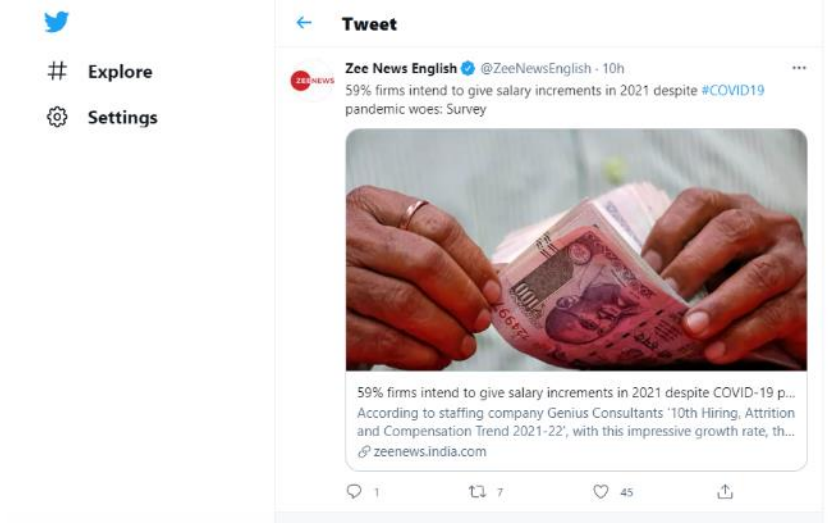 Tweet
# Explore
Settings
ZEE NEWS
Zee News English @ZeeNewsEnglish · 10h
59% firms intend to give salary increments in 2021 despite #COVID19
pandemic woes: Survey
100
59% firms intend to give salary increments in 2021 despite COVID-19 p...
According to staffing company Genius Consultants '10th Hiring, Attrition
and Compensation Trend 2021-22', with this impressive growth rate, th...
zeenews.india.com
1 7 45